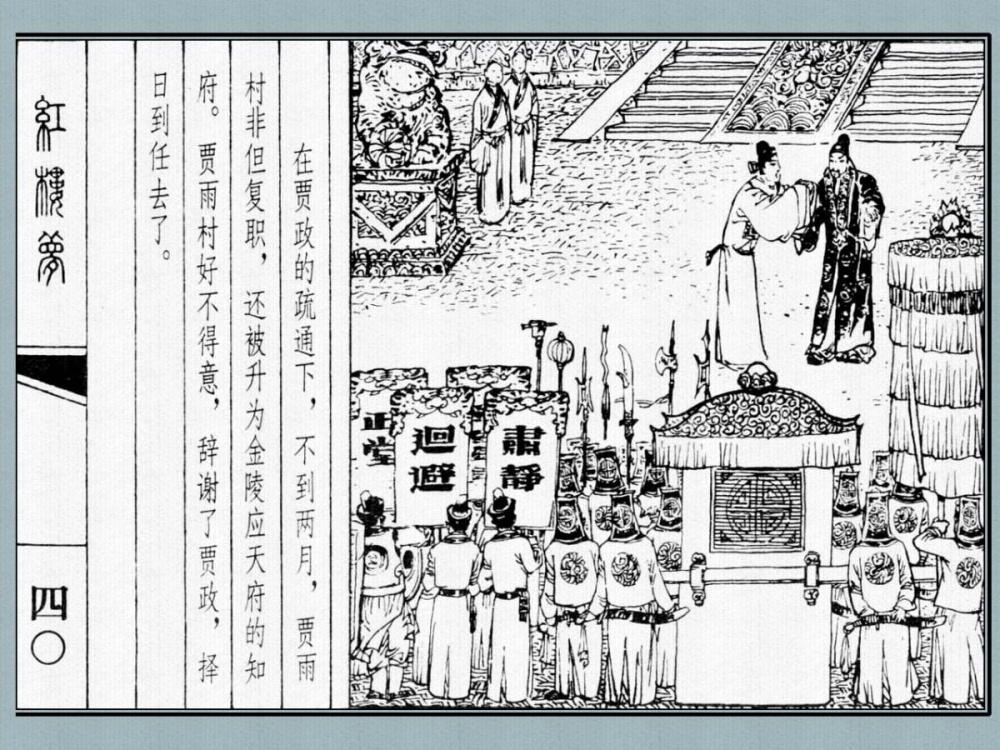 在贾政的疏通下，不到两月，贾雨
村非但复职，还被升为金陵应天府的知
府。贾雨村好不得意，辞谢了贾政，择
日到任去了。
紅樓夢
四〇
肅靜
迴避
正堂